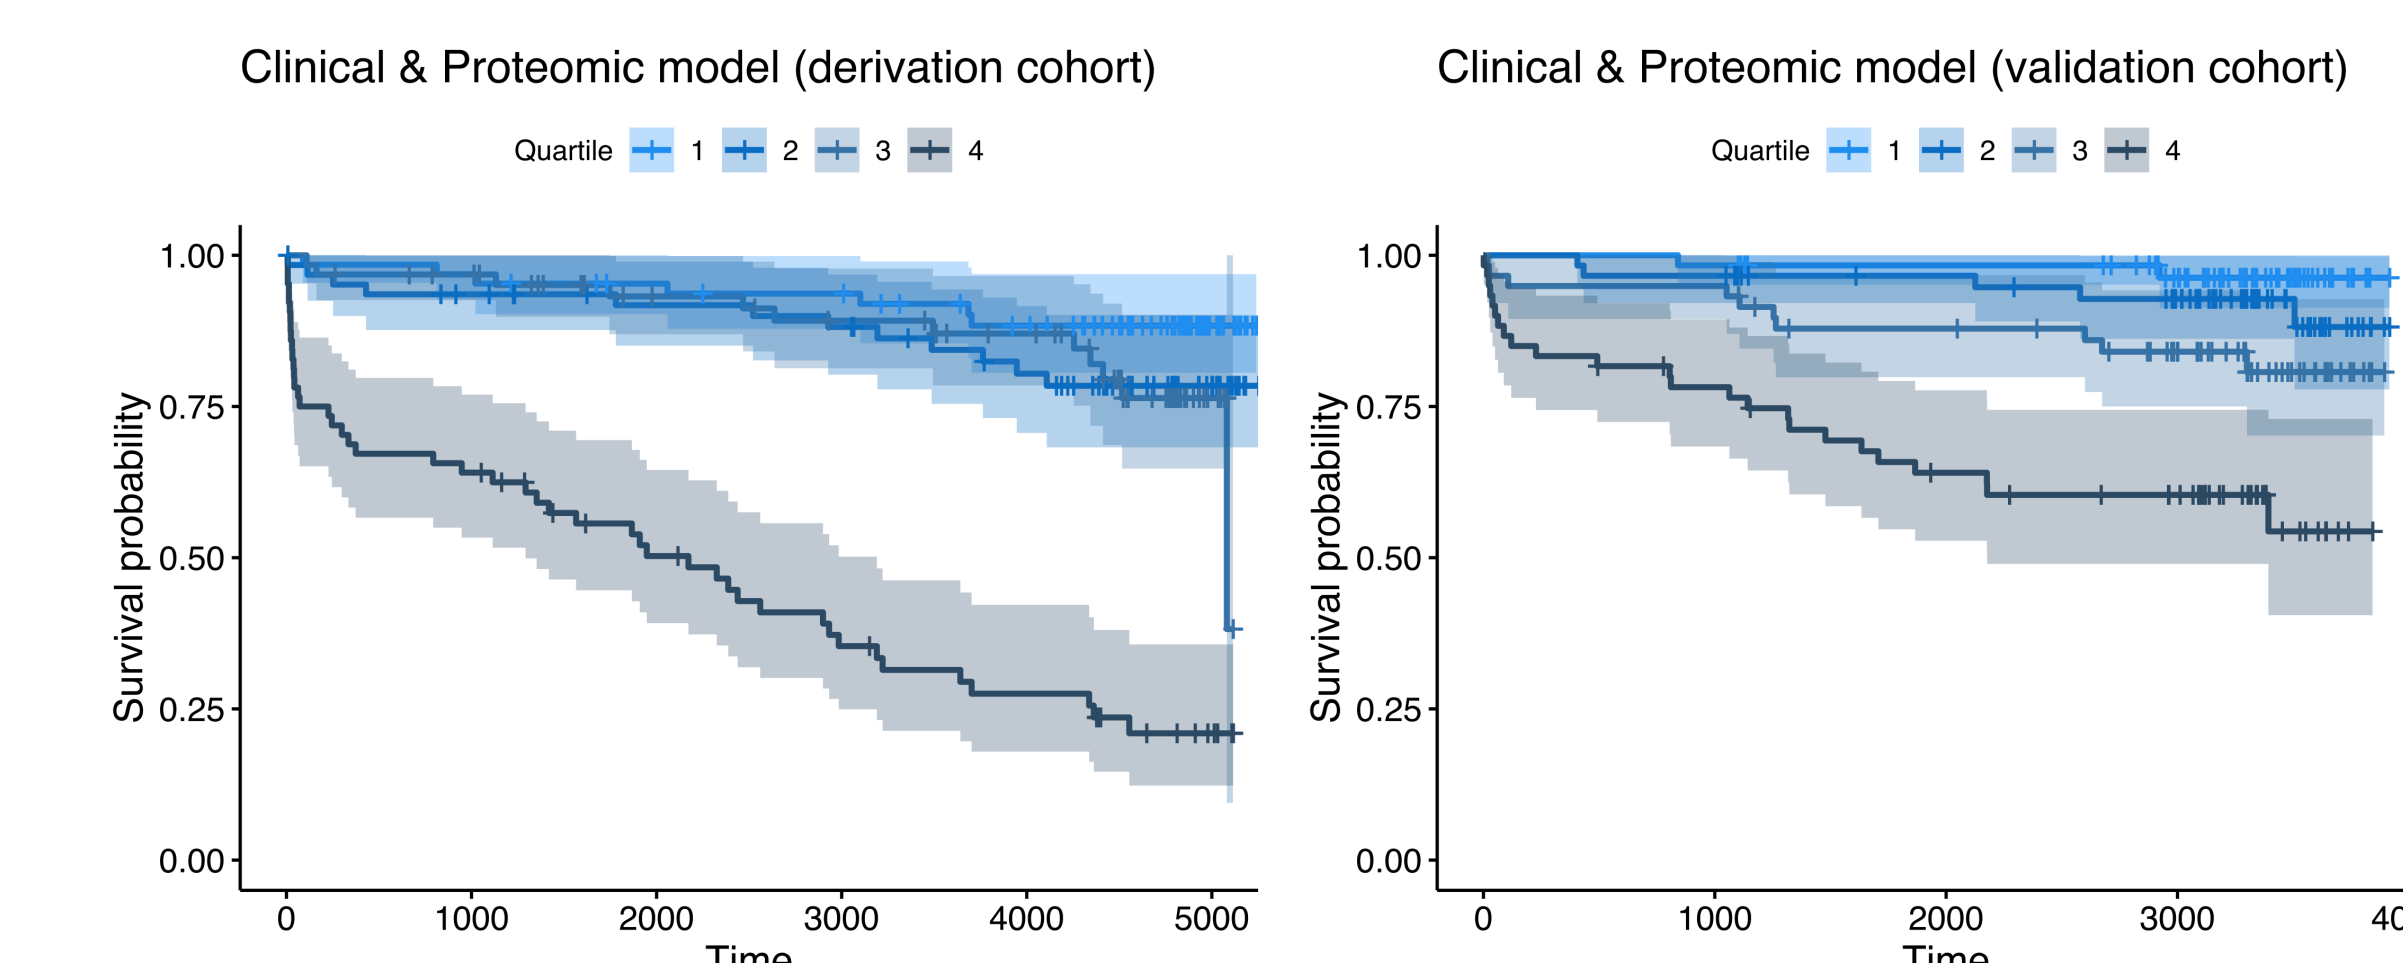 Clinical & Proteomic model (derivation cohort)
Quartile 1 2 3 4
Survival probability
1.00
0.75
0.50
0.25
0.00
0 1000 2000 3000 4000 5000
Time
Clinical & Proteomic model (validation cohort)
Quartile 1 2 3 4
Survival probability
1.00
0.75
0.50
0.25
0.00
0 1000 2000 3000 40
Time